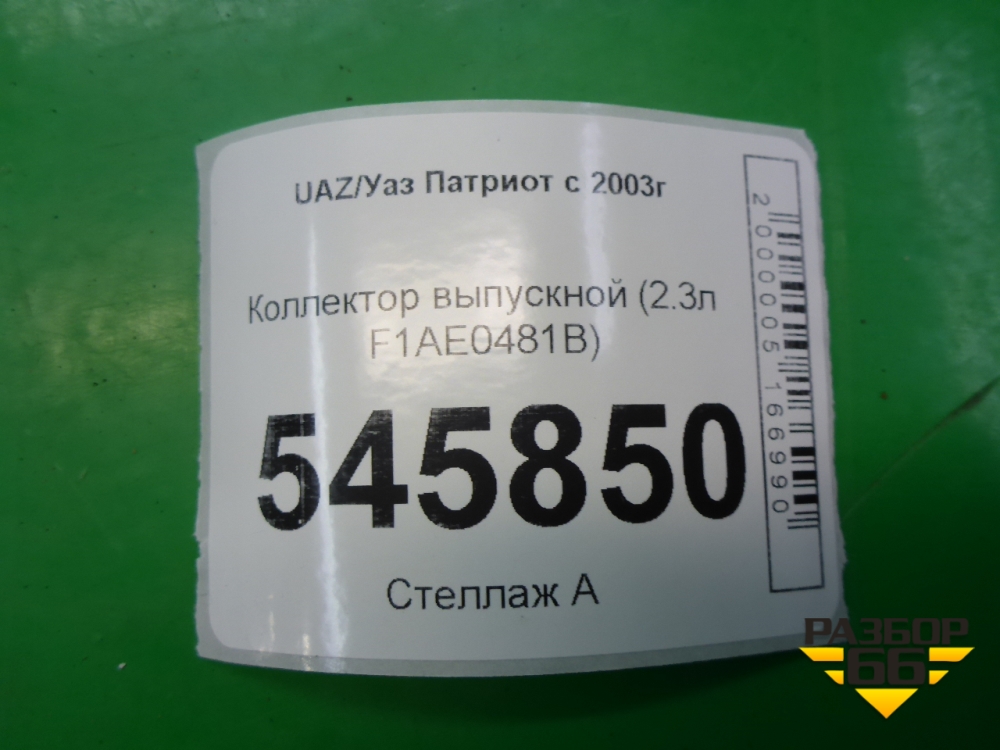 UAZ/Уаз Патриот с 2003г
Коллектор выпускной (2.3л
F1AE0481B)
545850
Стеллаж А
2000005166990
РАЗБОР
66